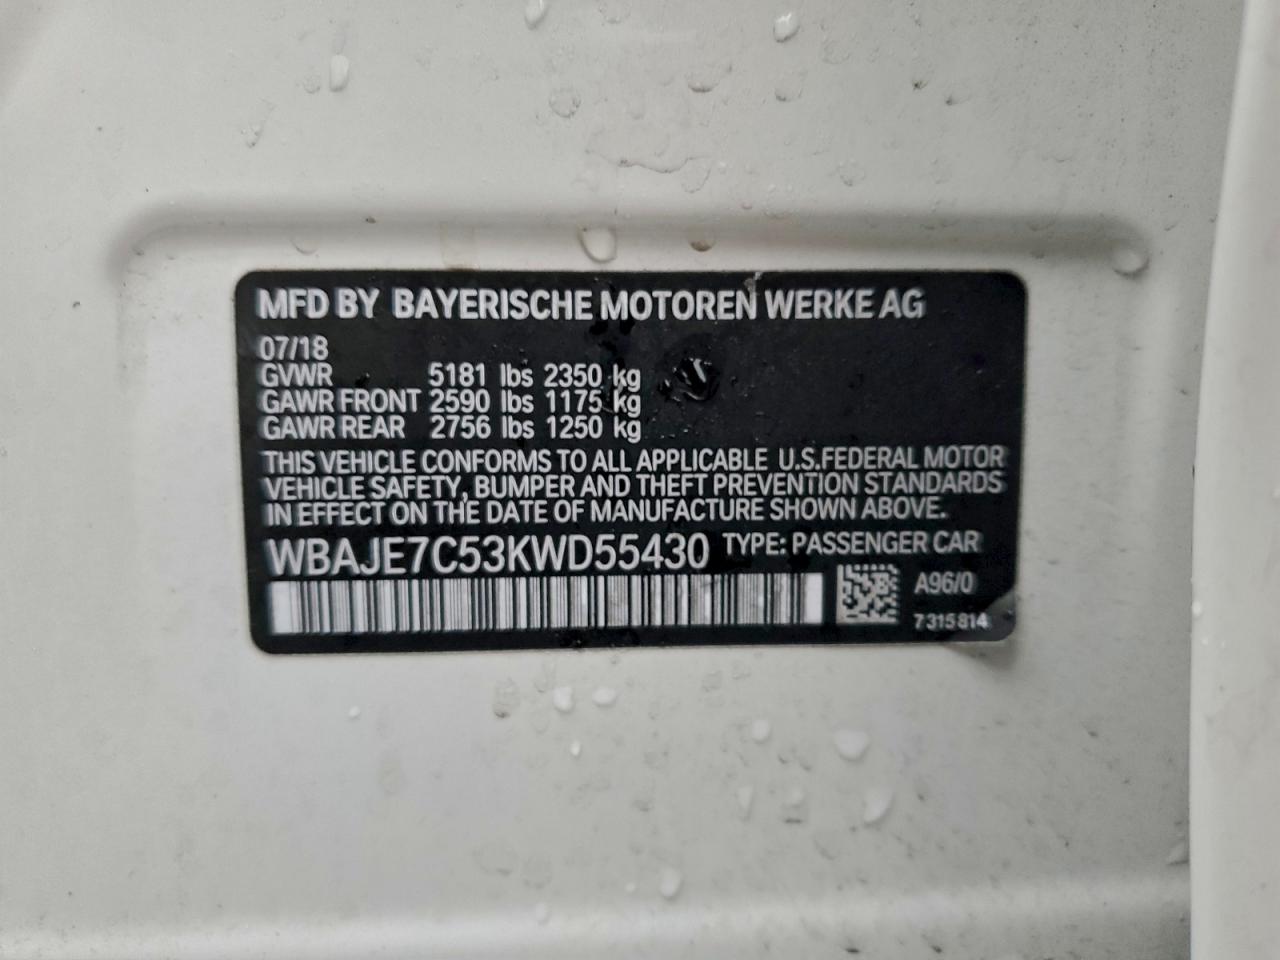 MFD BY BAYERISCHE MOTOREN WERKE AG
07/18
GVWR 5181 lbs 2350 kg
GAWR FRONT 2590 lbs 1175 kg
GAWR REAR 2756 lbs 1250 kg
THIS VEHICLE CONFORMS TO ALL APPLICABLE U.S.FEDERAL MOTOR
VEHICLE SAFETY, BUMPER AND THEFT PREVENTION STANDARDS
IN EFFECT ON THE DATE OF MANUFACTURE SHOWN ABOVE.
WBAJE7C53KWD55430 TYPE: PASSENGER CAR
A96/0
7315814